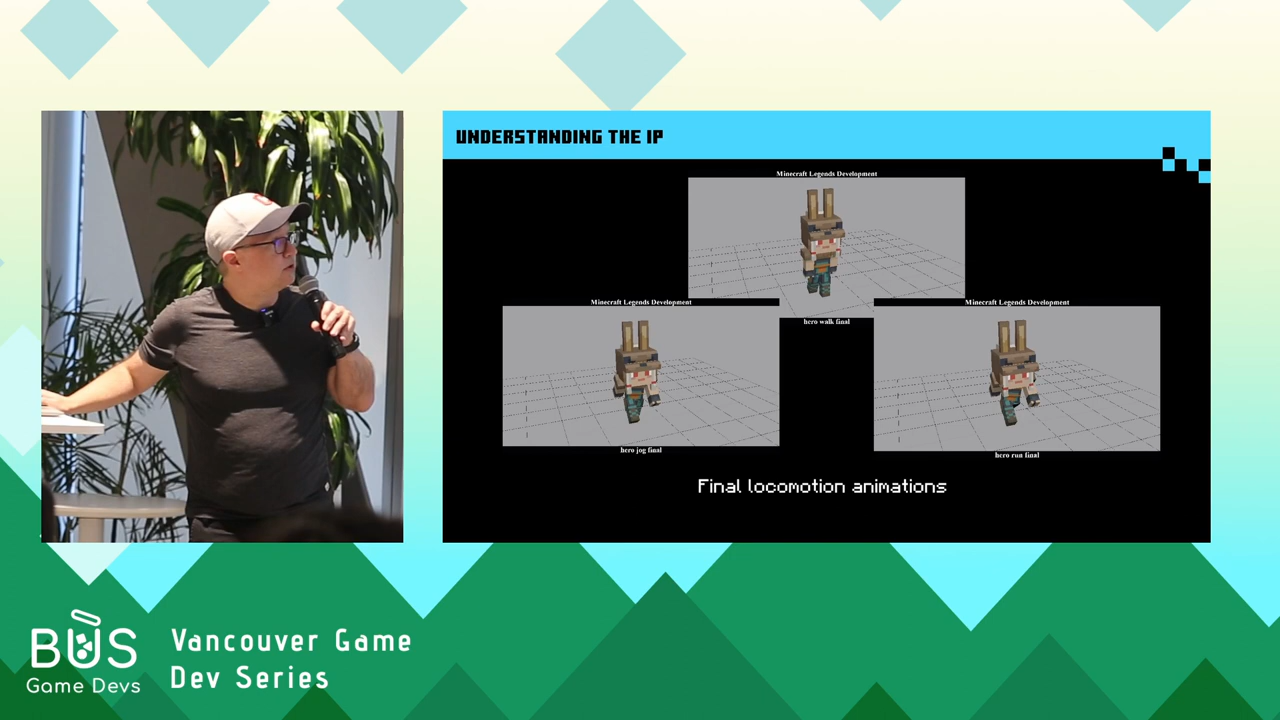 UNDERSTANDING THE IP
Minecraft Legends Development
hero walk final
Minecraft Legends Development
hero jog final
Minecraft Legends Development
hero run final
Final locomotion animations
BUS
Game Devs
Vancouver Game
Dev Series